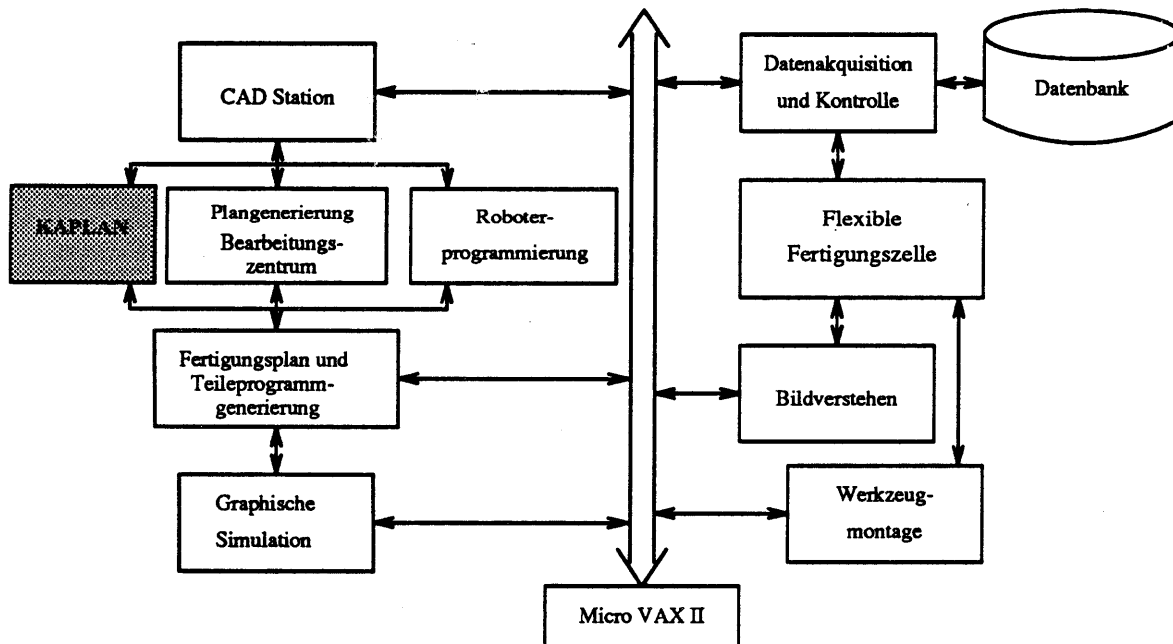 CAD Station
KAPLAN
Plangenerierung
Bearbeitungs-
zentrum
Roboter-
programmierung
Fertigungsplan und
Teileprogramm-
generierung
Graphische
Simulation
Datenakquisition
und Kontrolle
Datenbank
Flexible
Fertigungszelle
Bildverstehen
Werkzeug-
montage
Micro VAX II